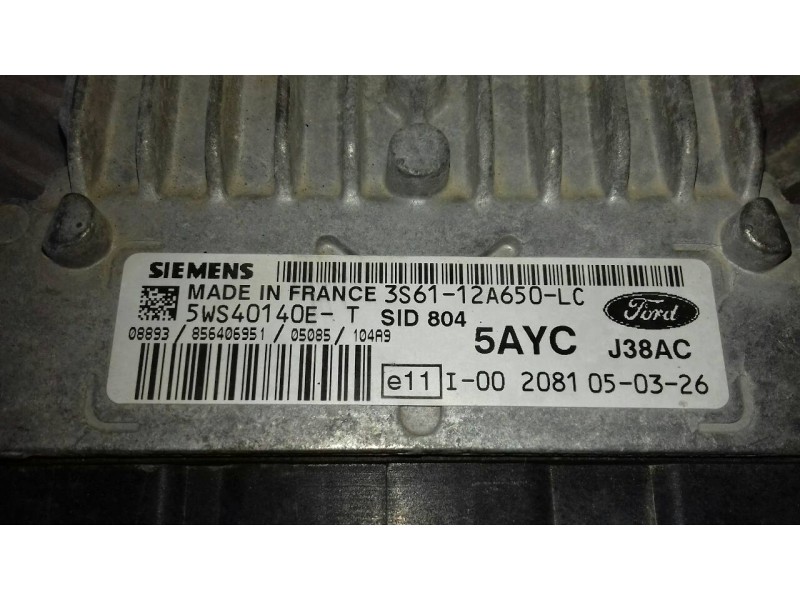 SIEMENS
MADE IN FRANCE 3S61-12A650-LC
5WS40140E- T SID 804
Ford
08893/856406951/05085/104A9
5AYC J38AC
e11 I-00 2081 05-03-26